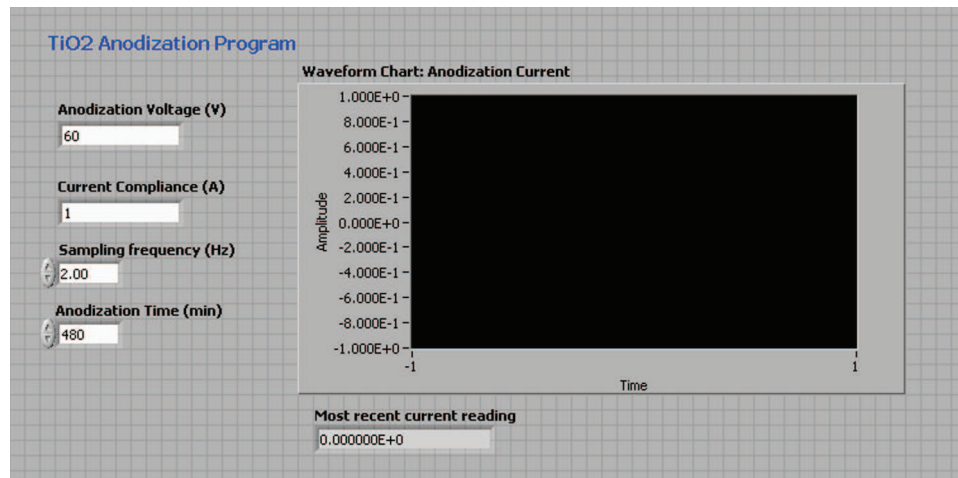 TiO2 Anodization Program
Waveform Chart: Anodization Current
Anodization Voltage (V)
60
Current Compliance (A)
1
Sampling frequency (Hz)
2.00
Anodization Time (min)
480
Amplitude
1.000E+0
8.000E-1
6.000E-1
4.000E-1
2.000E-1
0.000E+0
-2.000E-1
-4.000E-1
-6.000E-1
-8.000E-1
-1.000E+0
-1 1
Time
Most recent current reading
0.000000E+0